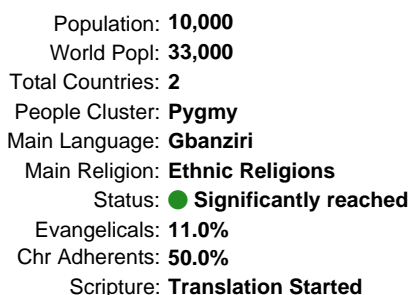 Population: 10,000
World Popl: 33,000
Total Countries: 2
People Cluster: Pygmy
Main Language: Gbanziri
Main Religion: Ethnic Religions
Status: Significantly reached
Evangelicals: 11.0%
Chr Adherents: 50.0%
Scripture: Translation Started